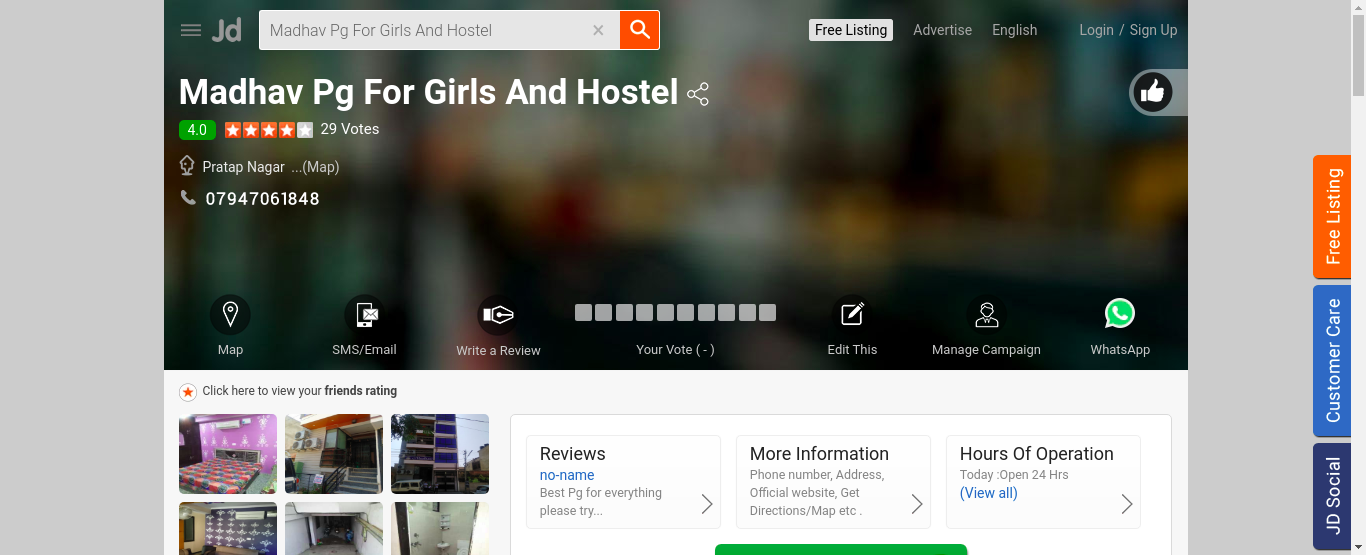 Jd
Madhav Pg For Girls And Hostel
Free Listing
Advertise
English
Login / Sign Up
Madhav Pg For Girls And Hostel
4.0
29 Votes
Pratap Nagar ...(Map)
07947061848
Map
SMS/Email
Write a Review
Your Vote ( - )
Edit This
Manage Campaign
WhatsApp
Click here to view your friends rating
Reviews
no-name
Best Pg for everything
please try...
More Information
Phone number, Address,
Official website, Get
Directions/Map etc .
Hours Of Operation
Today :Open 24 Hrs
(View all)
Free Listing
Customer Care
JD Social